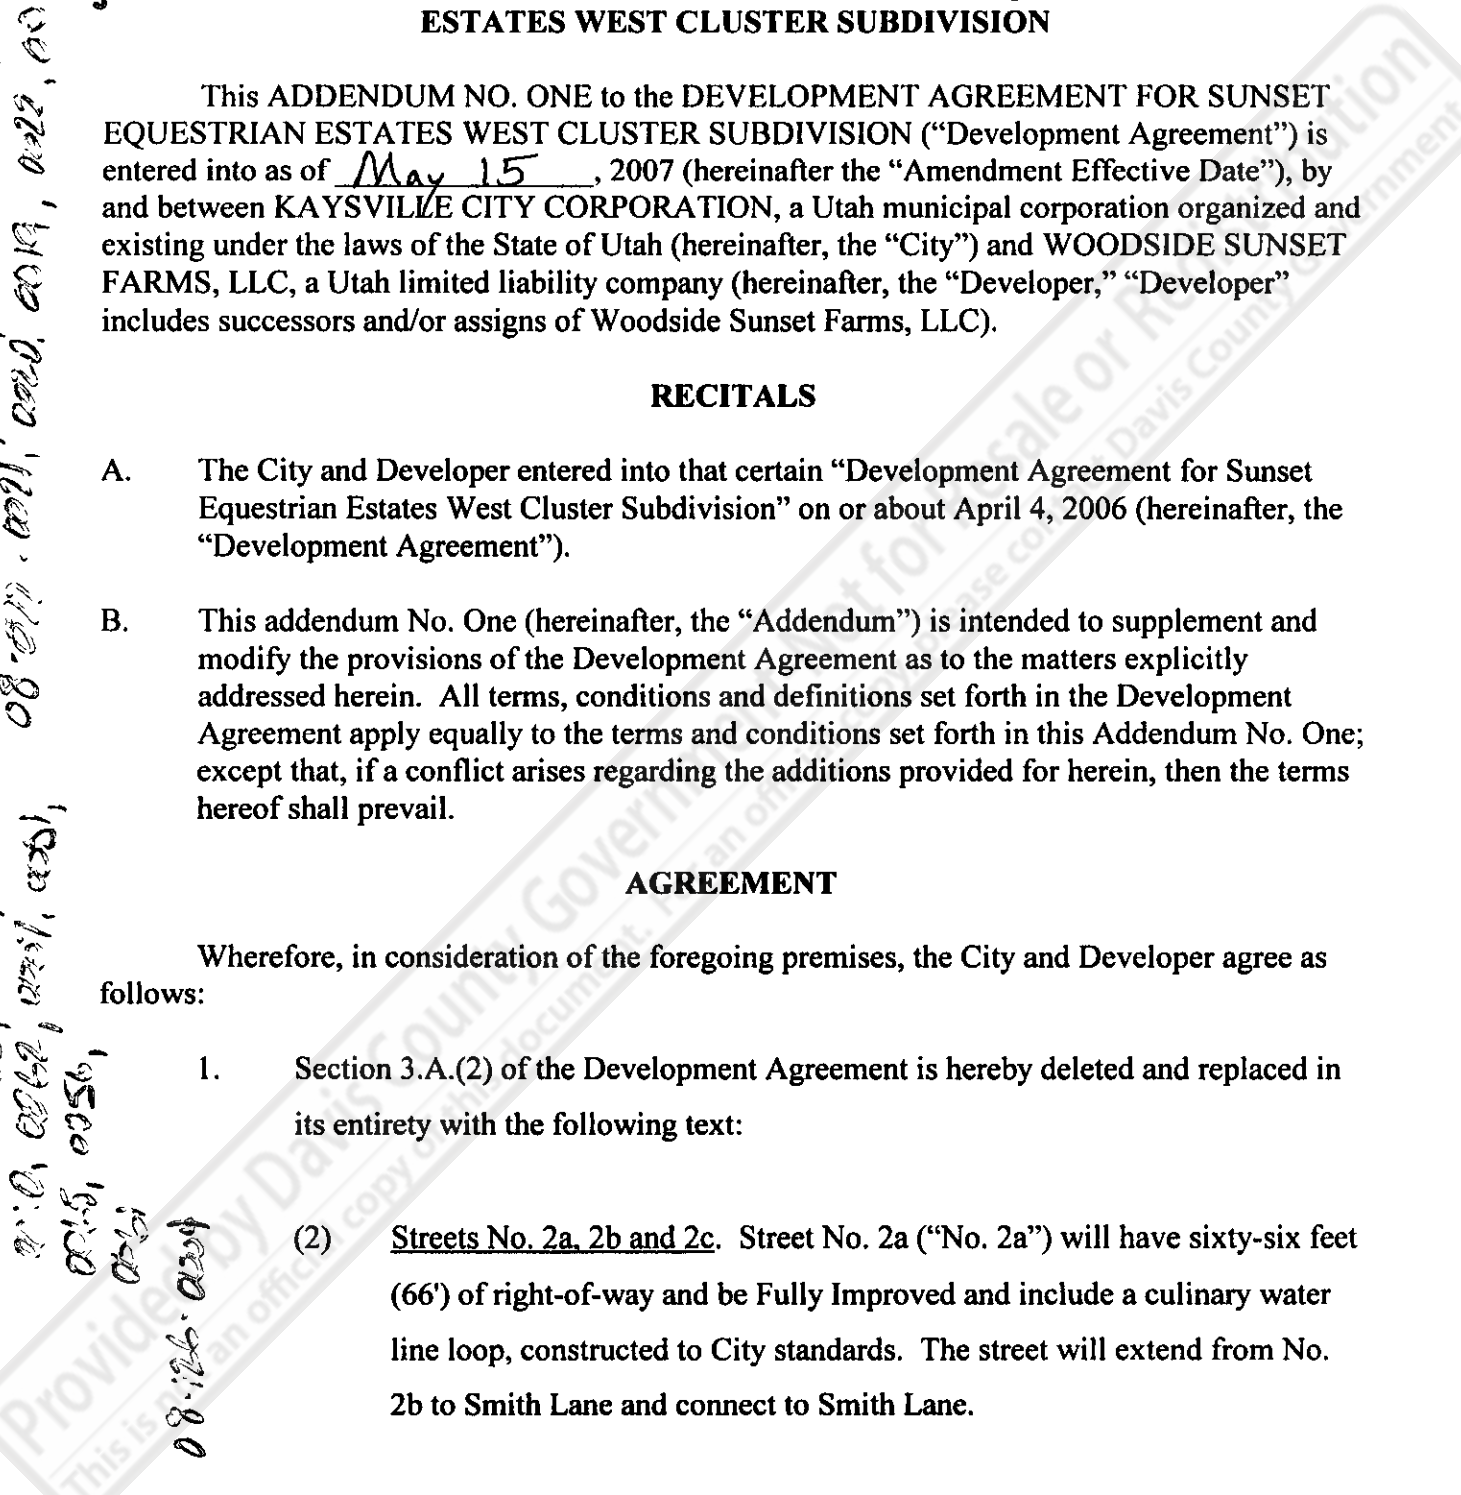 ESTATES WEST CLUSTER SUBDIVISION
This ADDENDUM NO. ONE to the DEVELOPMENT AGREEMENT FOR SUNSET
EQUESTRIAN ESTATES WEST CLUSTER SUBDIVISION (“Development Agreement”) is
entered into as of May 15, 2007 (hereinafter the “Amendment Effective Date”), by
and between KAYSVILLE CITY CORPORATION, a Utah municipal corporation organized and
existing under the laws of the State of Utah (hereinafter, the “City”) and WOODSIDE SUNSET
FARMS, LLC, a Utah limited liability company (hereinafter, the “Developer,” “Developer”
includes successors and/or assigns of Woodside Sunset Farms, LLC).
RECITALS
A. The City and Developer entered into that certain “Development Agreement for Sunset
Equestrian Estates West Cluster Subdivision” on or about April 4, 2006 (hereinafter, the
“Development Agreement”).
B. This addendum No. One (hereinafter, the “Addendum”) is intended to supplement and
modify the provisions of the Development Agreement as to the matters explicitly
addressed herein. All terms, conditions and definitions set forth in the Development
Agreement apply equally to the terms and conditions set forth in this Addendum No. One;
except that, if a conflict arises regarding the additions provided for herein, then the terms
hereof shall prevail.
AGREEMENT
Wherefore, in consideration of the foregoing premises, the City and Developer agree as
follows:
1. Section 3.A.(2) of the Development Agreement is hereby deleted and replaced in
its entirety with the following text:
(2) Streets No. 2a, 2b and 2c. Street No. 2a (“No. 2a”) will have sixty-six feet
(66') of right-of-way and be Fully Improved and include a culinary water
line loop, constructed to City standards. The street will extend from No.
2b to Smith Lane and connect to Smith Lane.
Provided by Davis County Government. Not for Resale or Redistribution